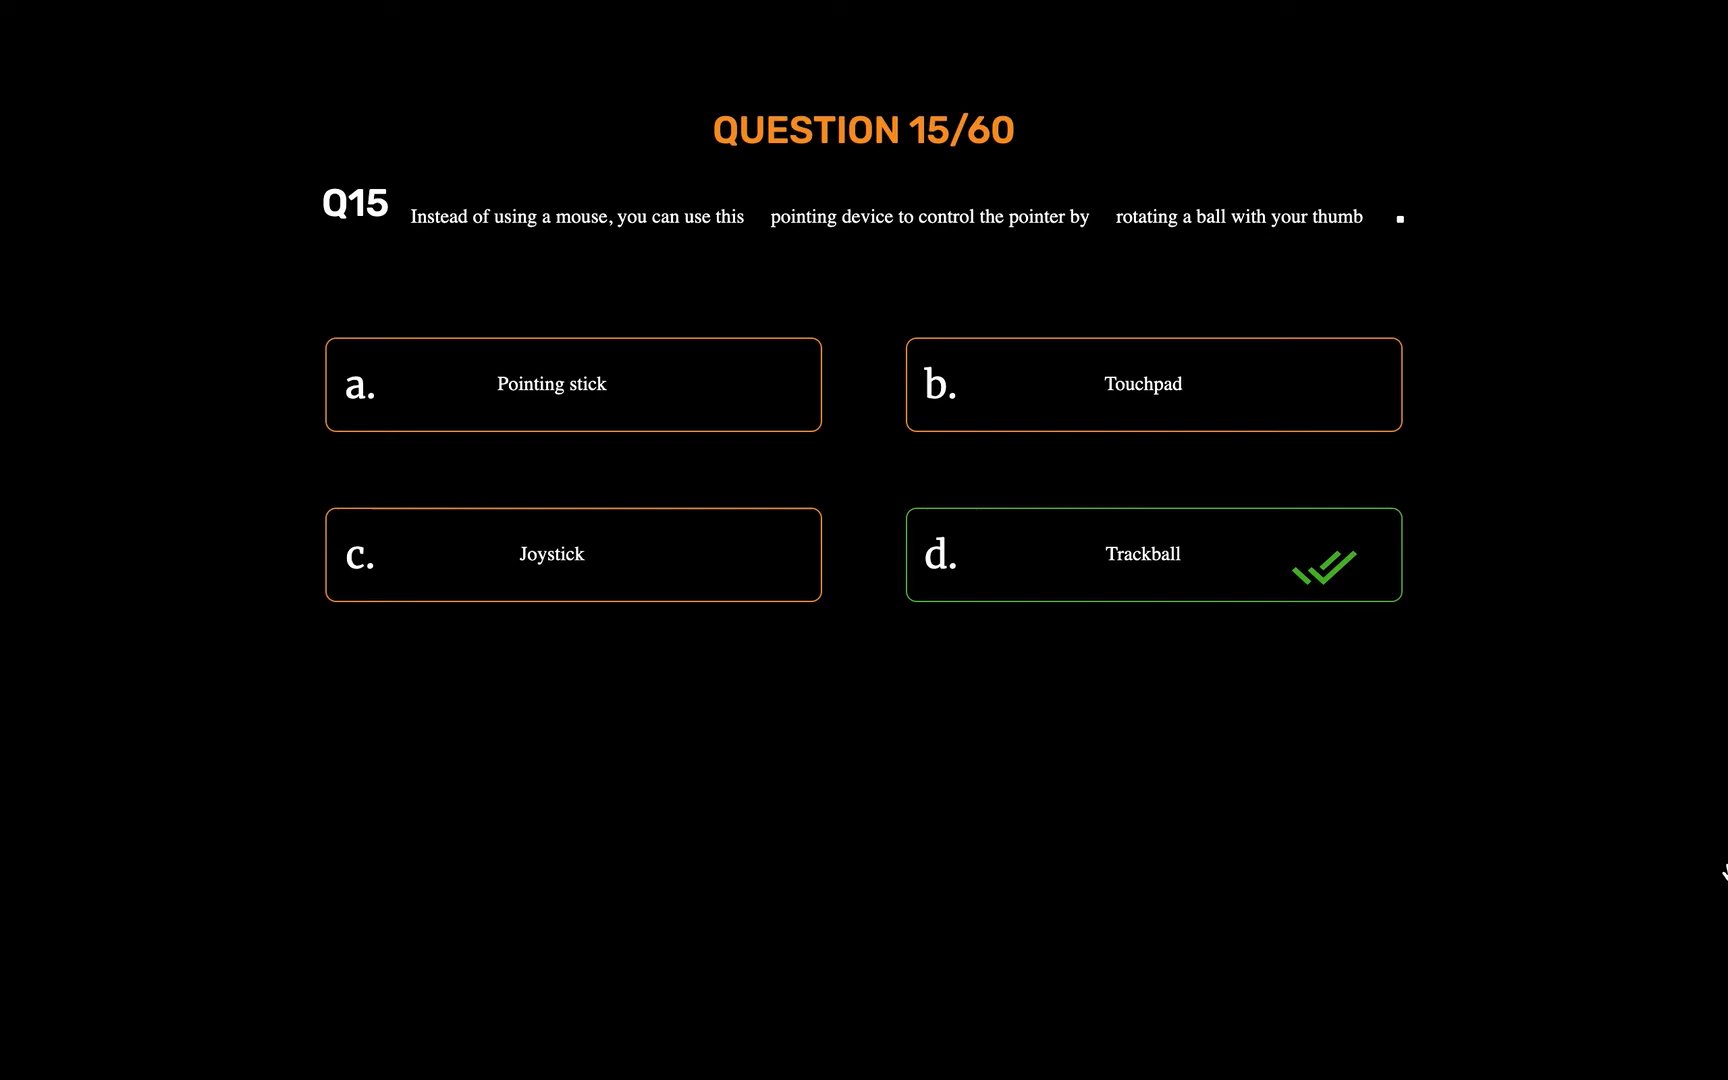 QUESTION 15/60
Q15 Instead of using a mouse, you can use this pointing device to control the pointer by rotating a ball with your thumb .
a. Pointing stick
b. Touchpad
c. Joystick
d. Trackball